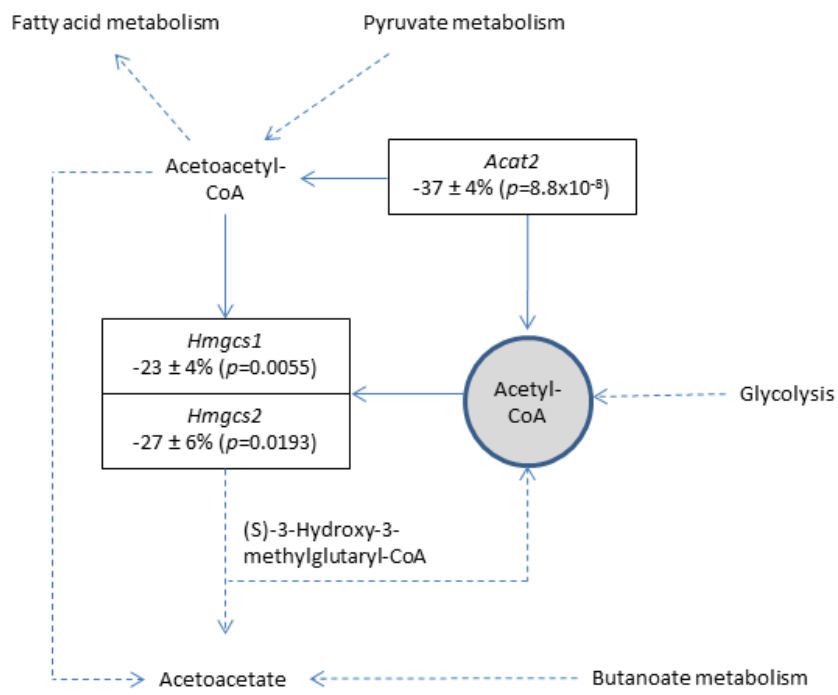 Fatty acid metabolism
Pyruvate metabolism
Acetoacetyl-
CoA
Acat2
-37 ± 4% (p=8.8x10⁻⁸)
Hmgcs1
-23 ± 4% (p=0.0055)
Hmgcs2
-27 ± 6% (p=0.0193)
Acetyl-
CoA
Glycolysis
(S)-3-Hydroxy-3-
methylglutaryl-CoA
Acetoacetate
Butanoate metabolism